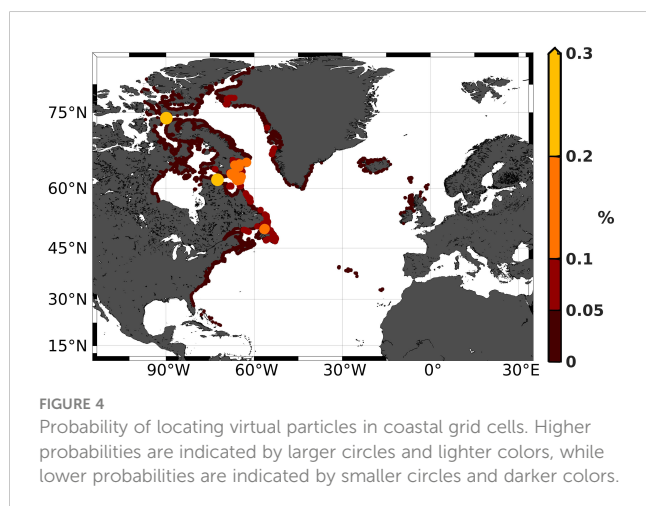 75°N
60°N
45°N
30°N
15°N
90°W 60°W 30°W 0° 30°E
0.3
0.2
%
0.1
0.05
0
FIGURE 4
Probability of locating virtual particles in coastal grid cells. Higher
probabilities are indicated by larger circles and lighter colors, while
lower probabilities are indicated by smaller circles and darker colors.